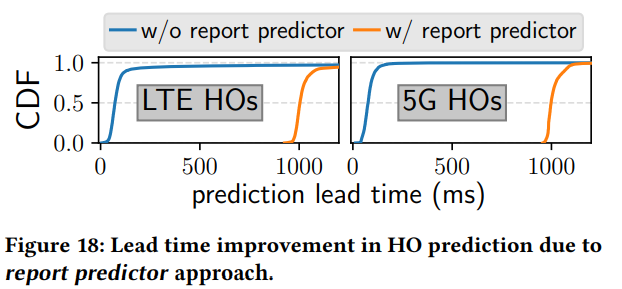 w/o report predictor w/ report predictor
CDF
1.0
0.5
0.0
LTE HOs 5G HOs
0 500 1000 0 500 1000
prediction lead time (ms)
Figure 18: Lead time improvement in HO prediction due to
report predictor approach.